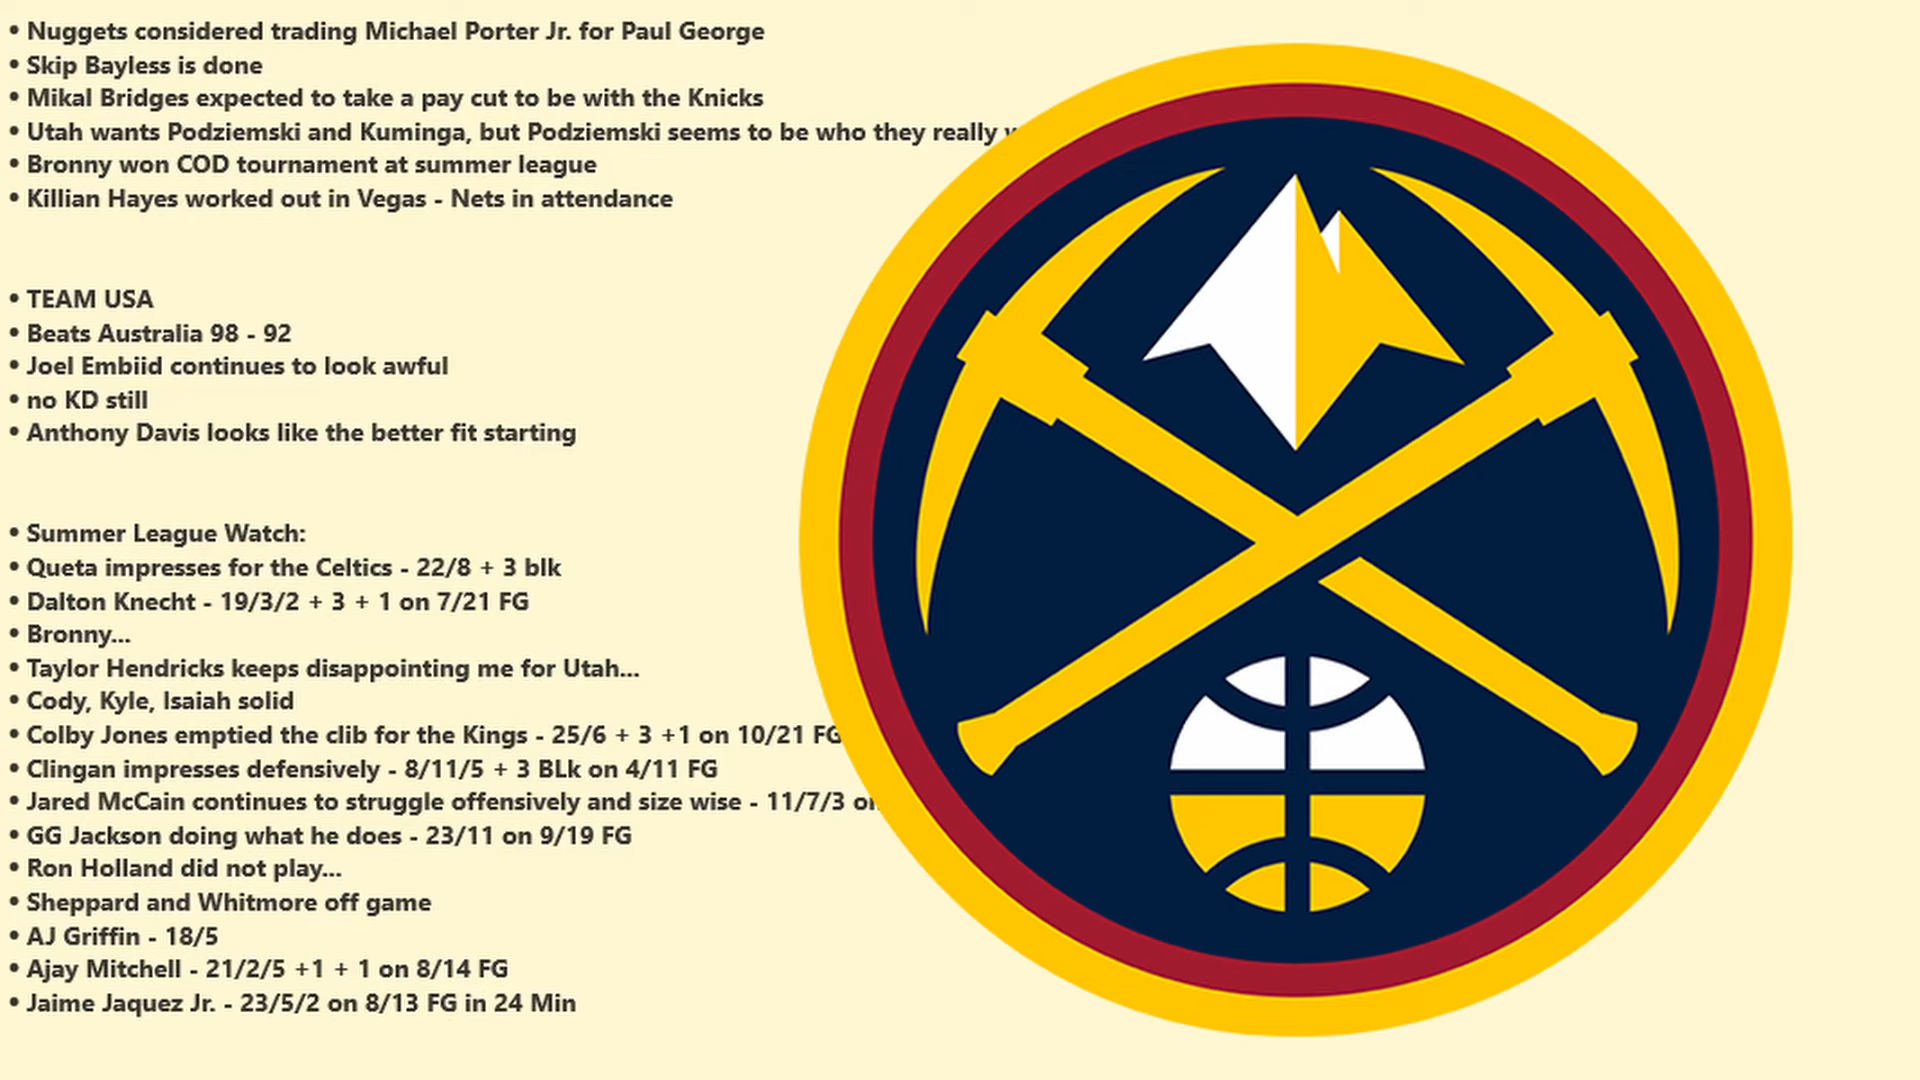 • Nuggets considered trading Michael Porter Jr. for Paul George
• Skip Bayless is done
• Mikal Bridges expected to take a pay cut to be with the Knicks
• Utah wants Podziemski and Kuminga, but Podziemski seems to be who they really
• Bronny won COD tournament at summer league
• Killian Hayes worked out in Vegas - Nets in attendance
• TEAM USA
• Beats Australia 98 - 92
• Joel Embiid continues to look awful
• no KD still
• Anthony Davis looks like the better fit starting
• Summer League Watch:
• Queta impresses for the Celtics - 22/8 + 3 blk
• Dalton Knecht - 19/3/2 + 3 + 1 on 7/21 FG
• Bronny...
• Taylor Hendricks keeps disappointing me for Utah...
• Cody, Kyle, Isaiah solid
• Colby Jones emptied the clib for the Kings - 25/6 + 3 +1 on 10/21 FG
• Clingan impresses defensively - 8/11/5 + 3 BLk on 4/11 FG
• Jared McCain continues to struggle offensively and size wise - 11/7/3
• GG Jackson doing what he does - 23/11 on 9/19 FG
• Ron Holland did not play...
• Sheppard and Whitmore off game
• AJ Griffin - 18/5
• Ajay Mitchell - 21/2/5 +1 + 1 on 8/14 FG
• Jaime Jaquez Jr. - 23/5/2 on 8/13 FG in 24 Min